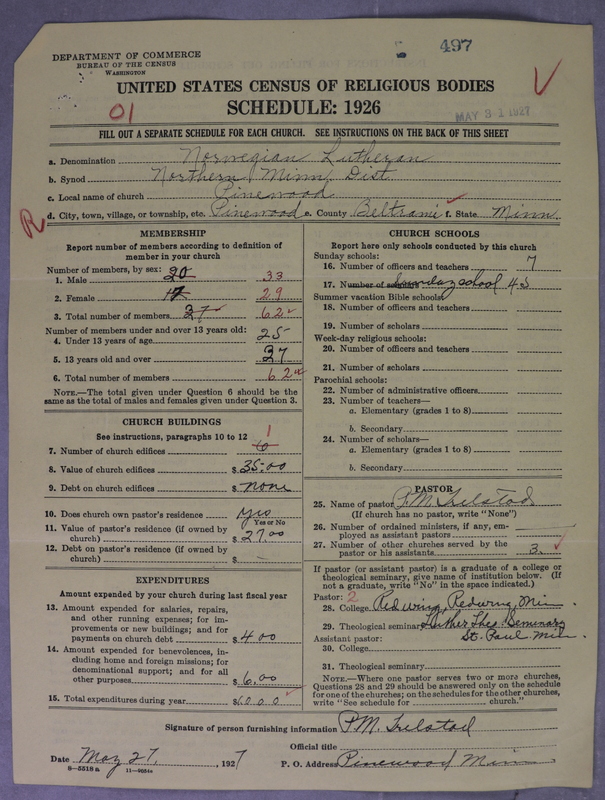 497
DEPARTMENT OF COMMERCE
BUREAU OF THE CENSUS
WASHINGTON
UNITED STATES CENSUS OF RELIGIOUS BODIES
SCHEDULE: 1926
01
MAY 31 1927
FILL OUT A SEPARATE SCHEDULE FOR EACH CHURCH. SEE INSTRUCTIONS ON THE BACK OF THIS SHEET
a. Denomination Norwegian Lutheran
b. Synod Northern Minn Dist.
c. Local name of church Pinewood
R
d. City, town, village, or township, etc. Pinewood e. County Beltrami f. State Minn
MEMBERSHIP
Report number of members according to definition of member in your church
Number of members, by sex:
1. Male 20 33
2. Female 17 29
3. Total number of members 27 62
Number of members under and over 13 years old:
4. Under 13 years of age 25
5. 13 years old and over 37
6. Total number of members 62
NOTE.—The total given under Question 6 should be the same as the total of males and females given under Question 3.
CHURCH BUILDINGS
See instructions, paragraphs 10 to 12
7. Number of church edifices 1
8. Value of church edifices $ 35.00
9. Debt on church edifices $ none
10. Does church own pastor's residence yes
Yes or No
11. Value of pastor's residence (if owned by church) $ 27.00
12. Debt on pastor's residence (if owned by church) $ —
EXPENDITURES
Amount expended by your church during last fiscal year
13. Amount expended for salaries, repairs, and other running expenses; for improvements or new buildings; and for payments on church debt $ 4.00
14. Amount expended for benevolences, including home and foreign missions; for denominational support; and for all other purposes $ 6.00
15. Total expenditures during year $
CHURCH SCHOOLS
Report here only schools conducted by this church
Sunday schools:
16. Number of officers and teachers 7
17. Number of Sunday school 45
Summer vacation Bible schools
18. Number of officers and teachers
19. Number of scholars
Week-day religious schools:
20. Number of officers and teachers
21. Number of scholars
Parochial schools:
22. Number of administrative officers
23. Number of teachers—
a. Elementary (grades 1 to 8)
b. Secondary
24. Number of scholars—
a. Elementary (grades 1 to 8)
b. Secondary
PASTOR
25. Name of pastor P.M. Trelstad
(If church has no pastor, write "None")
26. Number of ordained ministers, if any, employed as assistant pastors
27. Number of other churches served by the pastor or his assistants 3.
If pastor (or assistant pastor) is a graduate of a college or theological seminary, give name of institution below. (If not a graduate, write "No" in the space indicated.)
Pastor: 2
28. College Red Wing, Redwing, Min
29. Theological seminary Luther Theo. Seminary
Assistant pastor: St. Paul Min
30. College
31. Theological seminary
NOTE.—Where one pastor serves two or more churches, Questions 28 and 29 should be answered only on the schedule for one of the churches; on the schedules for the other churches, write "See schedule for church."
Signature of person furnishing information P.M. Trelstad
Official title
Date May 27, 1927 P. O. Address Pinewood Minn
8—5318a 11—9084a